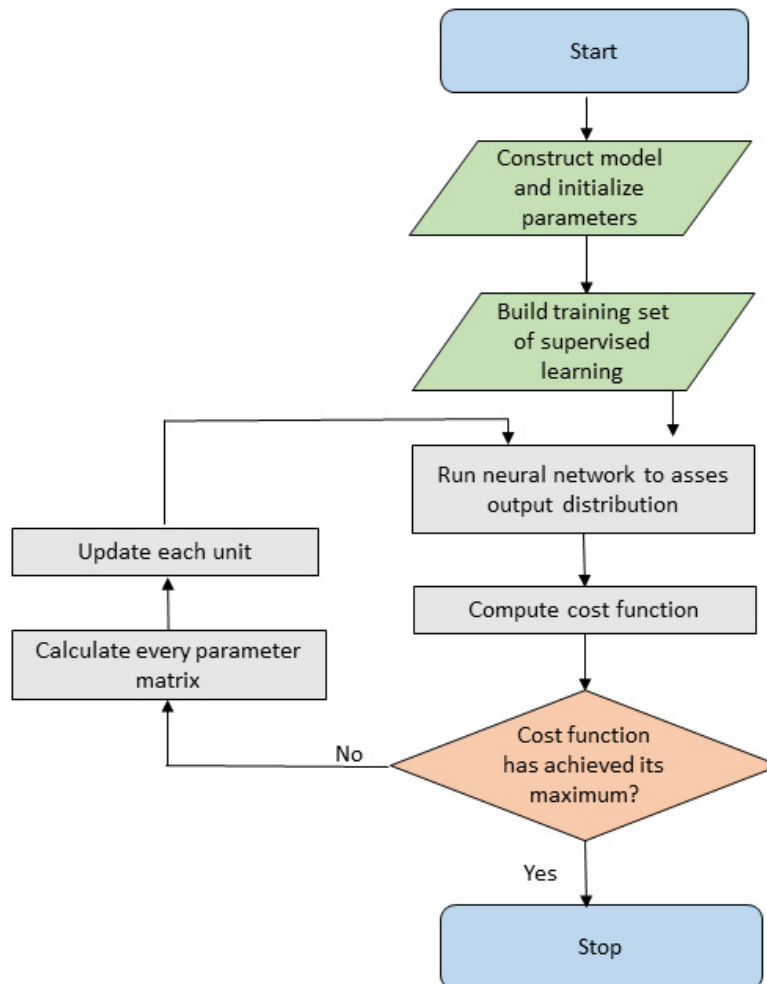 Start
Construct model
and initialize
parameters
Build training set
of supervised
learning
Run neural network to asses
output distribution
Update each unit
Compute cost function
Calculate every parameter
matrix
Cost function
has achieved its
maximum?
No
Yes
Stop